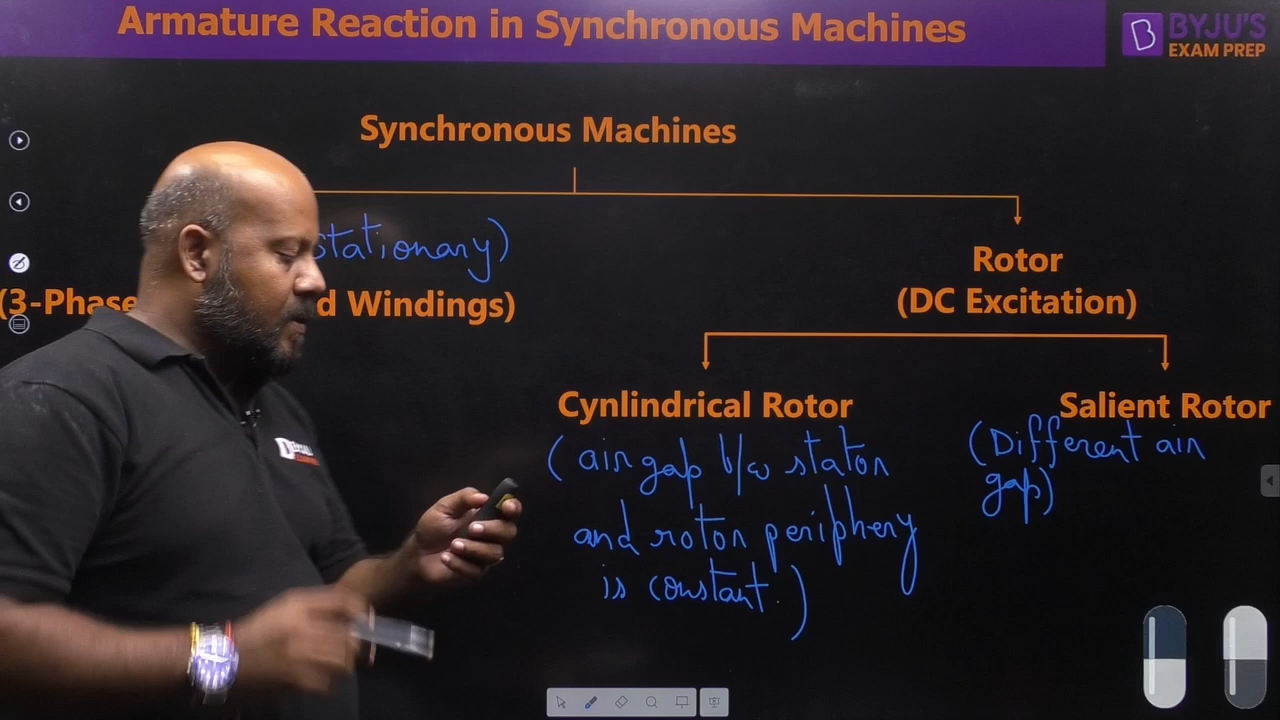 Armature Reaction in Synchronous Machines
BYJU'S
EXAM PREP
Synchronous Machines
stationary)
Rotor
(3-Phase d Windings)
(DC Excitation)
Cynlindrical Rotor
Salient Rotor
(air gap b/w stator
and rotor periphery
is constant.)
(Different air
gap)